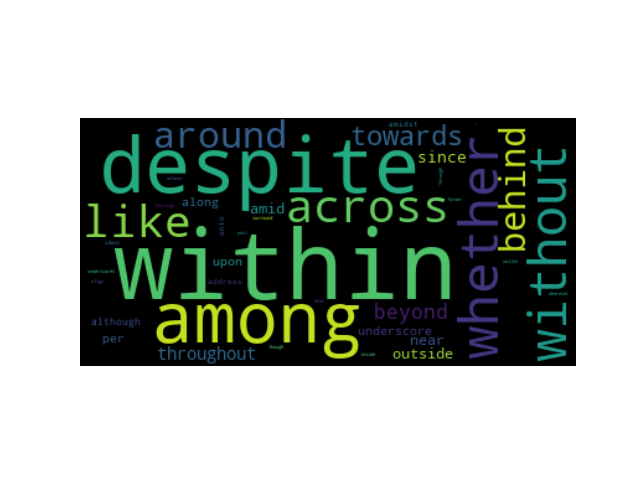 amidst
around
towards
despite
since
whether
behind
without
along
amid
across
like
onto
within
upon
underscores
address
among
beyond
although
underscore
per
near
throughout
outside